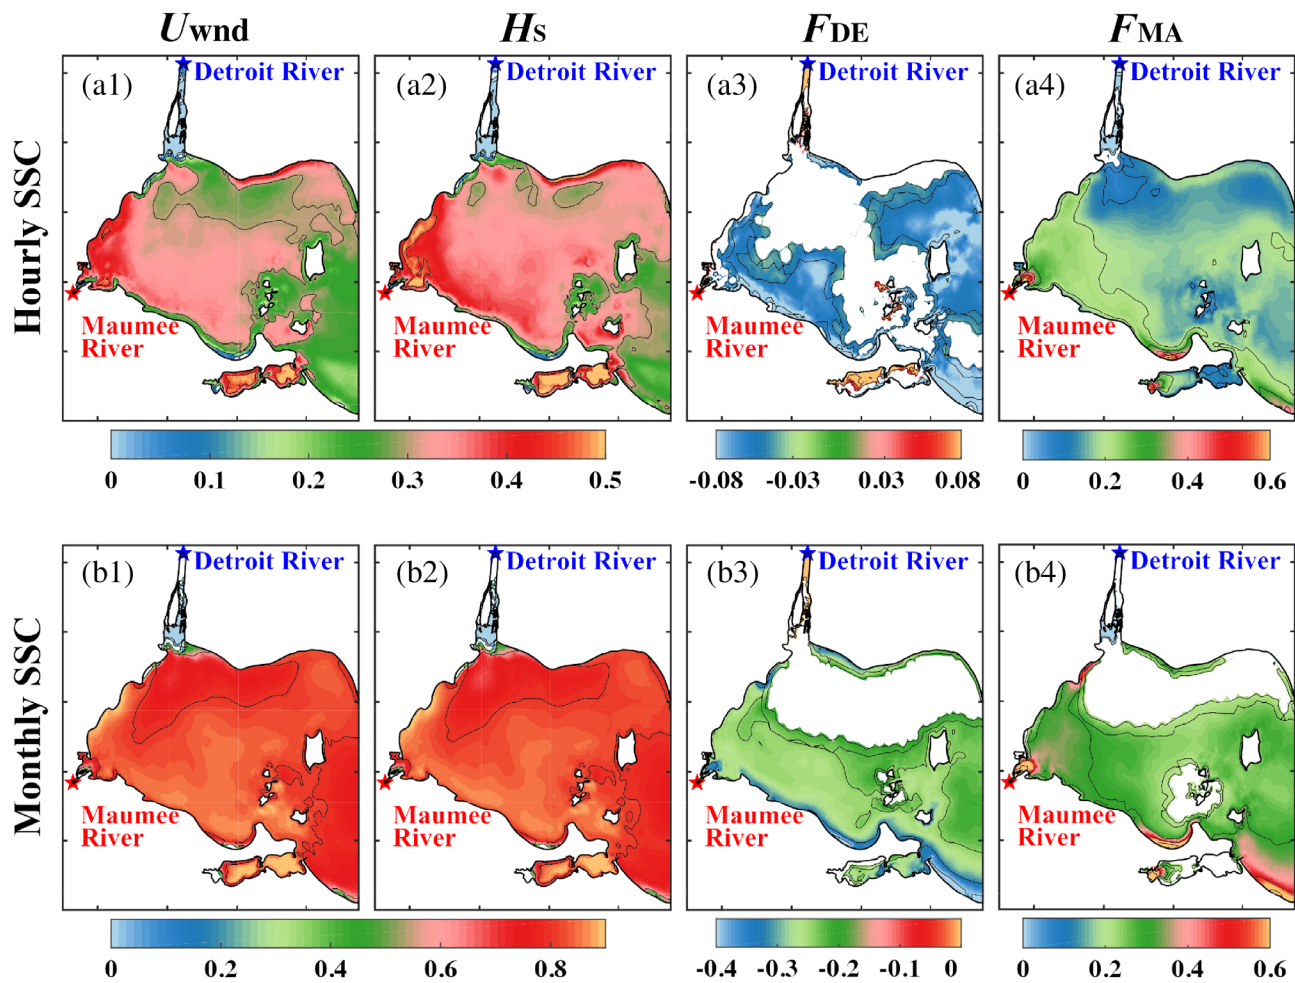 Uwnd HS FDE FMA
Hourly SSC
(a1) Detroit River (a2) Detroit River (a3) Detroit River (a4) Detroit River
Maumee Maumee Maumee Maumee
River River River River
0 0.1 0.2 0.3 0.4 0.5 -0.08 -0.03 0.03 0.08 0 0.2 0.4 0.6
Monthly SSC
(b1) Detroit River (b2) Detroit River (b3) Detroit River (b4) Detroit River
Maumee Maumee Maumee Maumee
River River River River
0 0.2 0.4 0.6 0.8 -0.4 -0.3 -0.2 -0.1 0 0 0.2 0.4 0.6